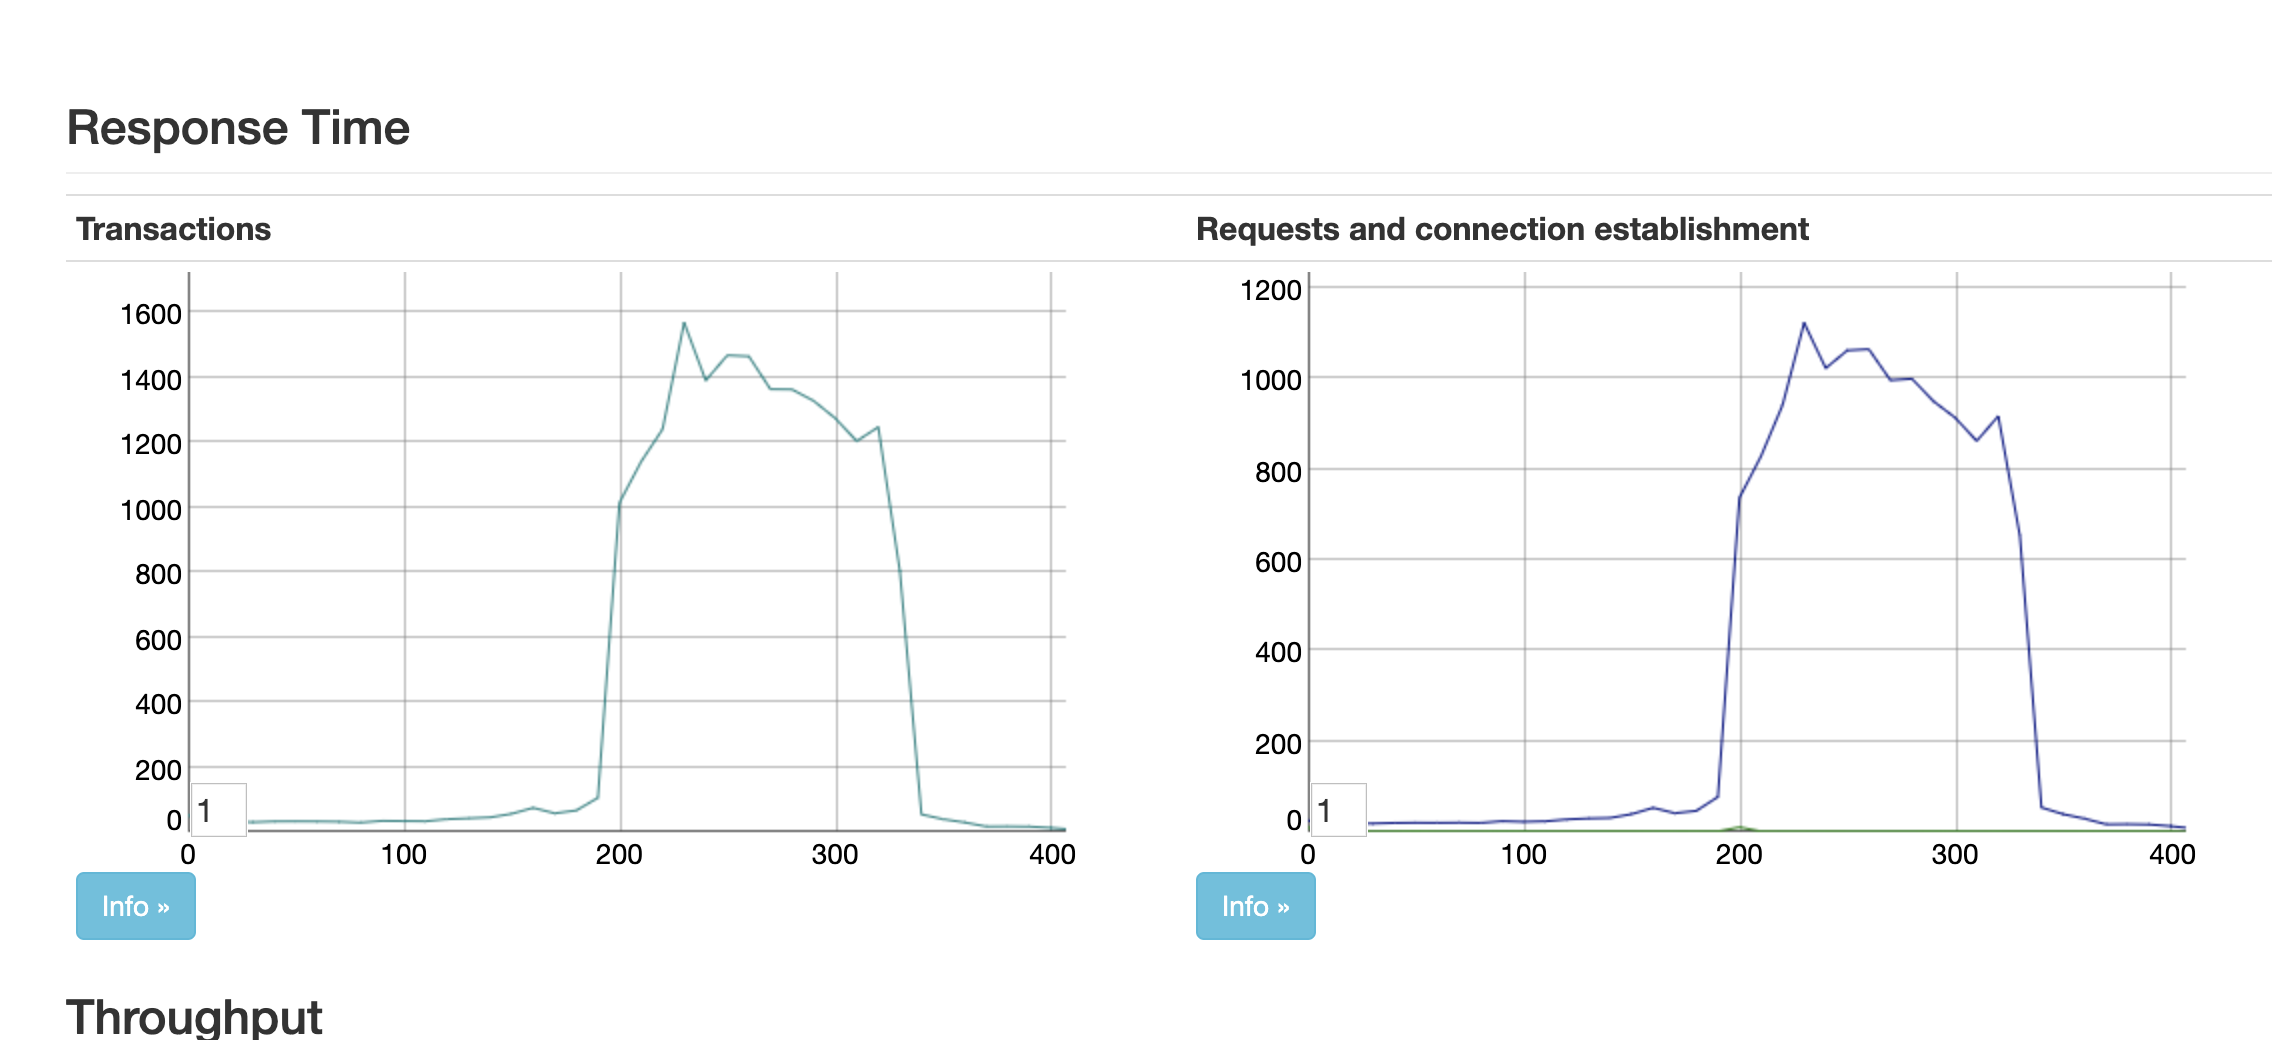 Response Time
Transactions
Requests and connection establishment
1600
1400
1200
1000
800
600
400
200
0
1
0 100 200 300 400
1200
1000
800
600
400
200
0
1
0 100 200 300 400
Info »
Info »
Throughput